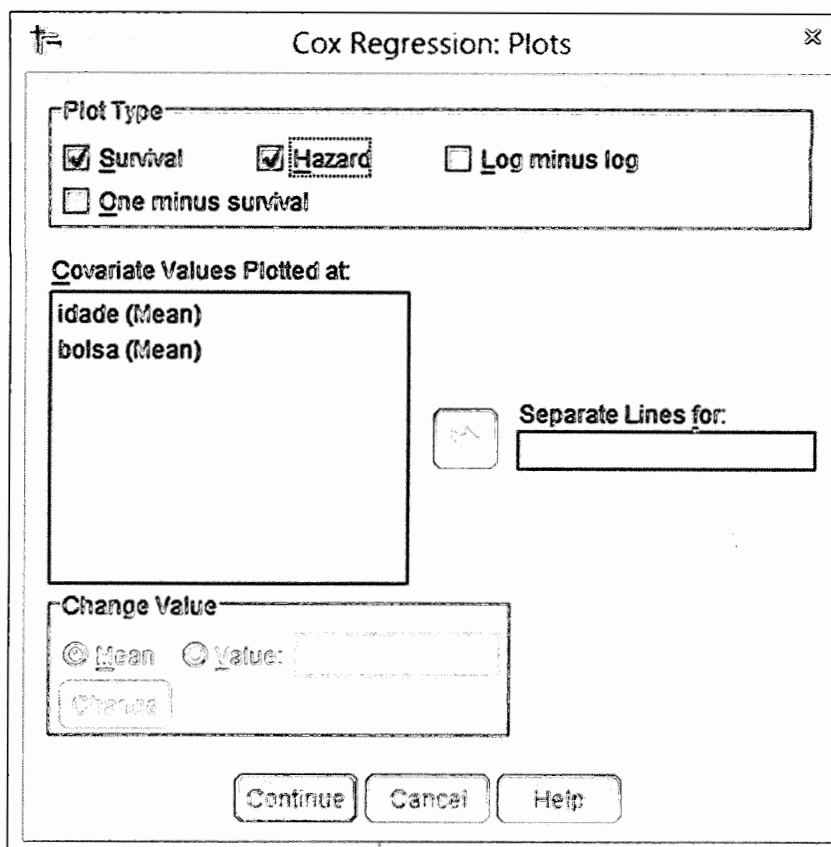 Cox Regression: Plots
Plot Type
Survival Hazard Log minus log
One minus survival
Covariate Values Plotted at:
idade (Mean)
bolsa (Mean)
Separate Lines for:
Change Value
Mean Value:
Change
Continue Cancel Help